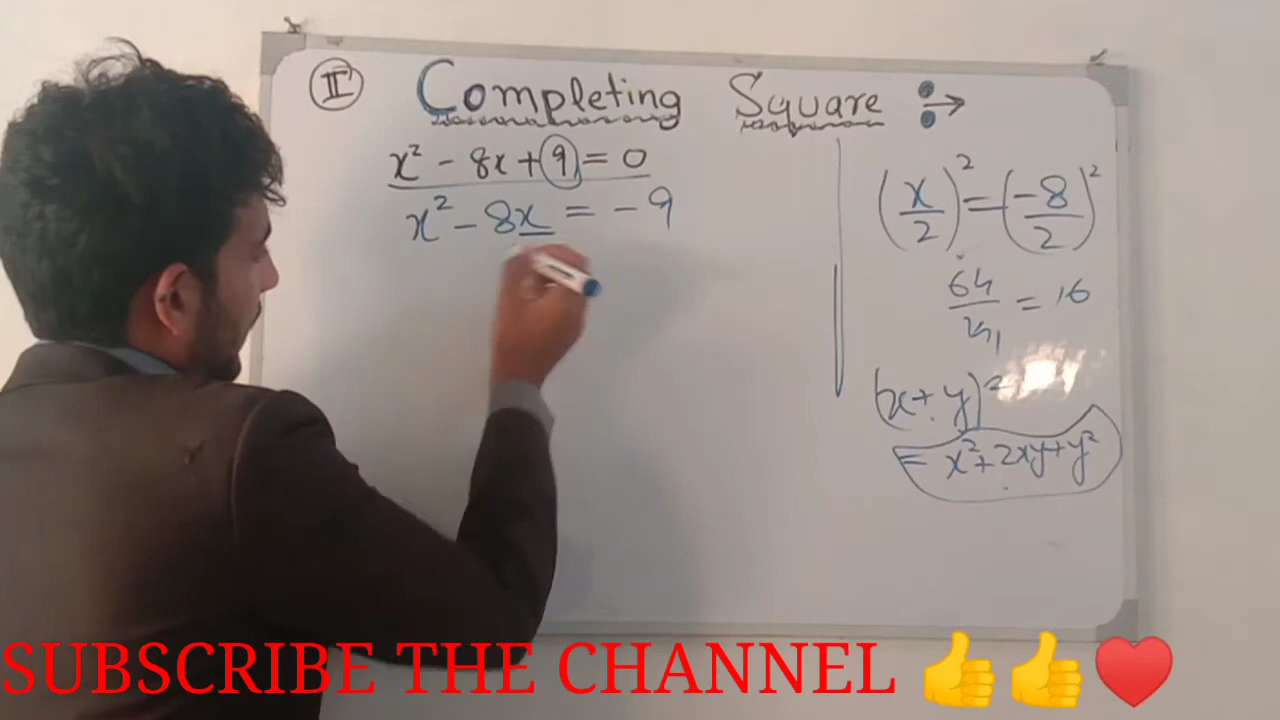 II Completing Square :→
x² - 8x + 9 = 0
x² - 8x = - 9
(x/2)² = (-8/2)²
64/4 1 = 16
(x + y)²
= x² + 2xy + y²
SUBSCRIBE THE CHANNEL 👍👍❤️